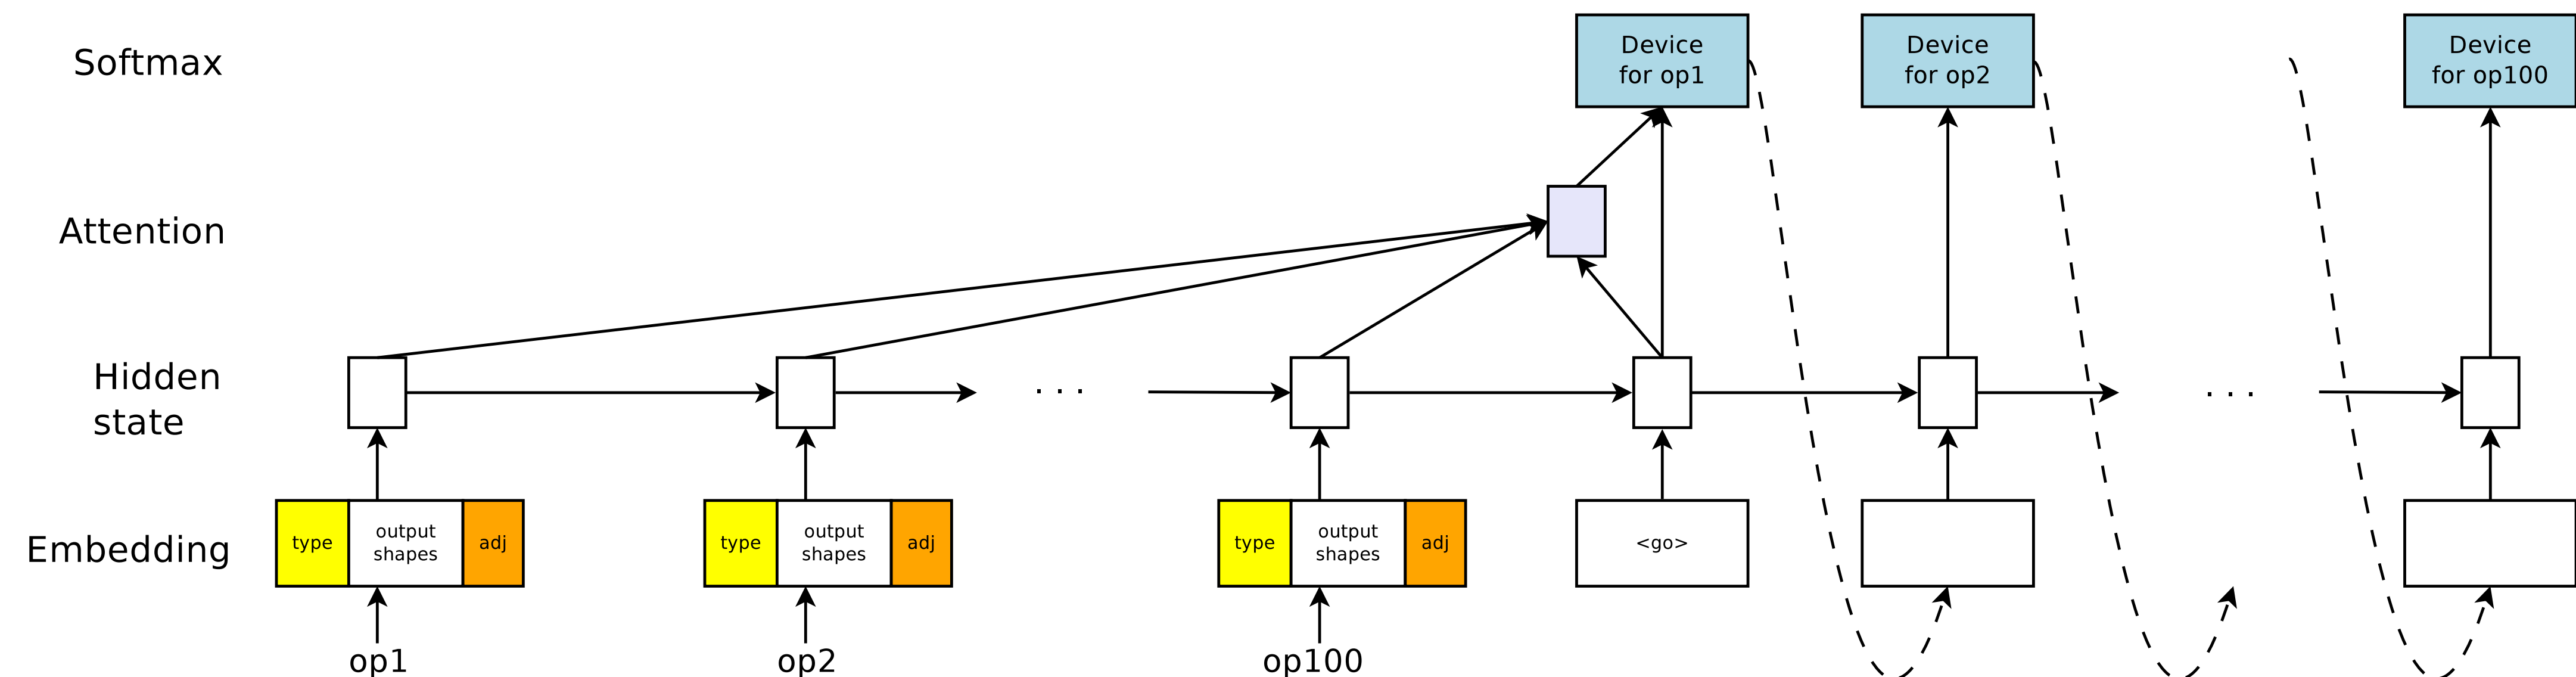 Softmax
Device
for op1
Device
for op2
Device
for op100
Attention
Hidden
state
. . .
. . .
Embedding
type
output
shapes
adj
type
output
shapes
adj
type
output
shapes
adj
<go>
op1
op2
op100